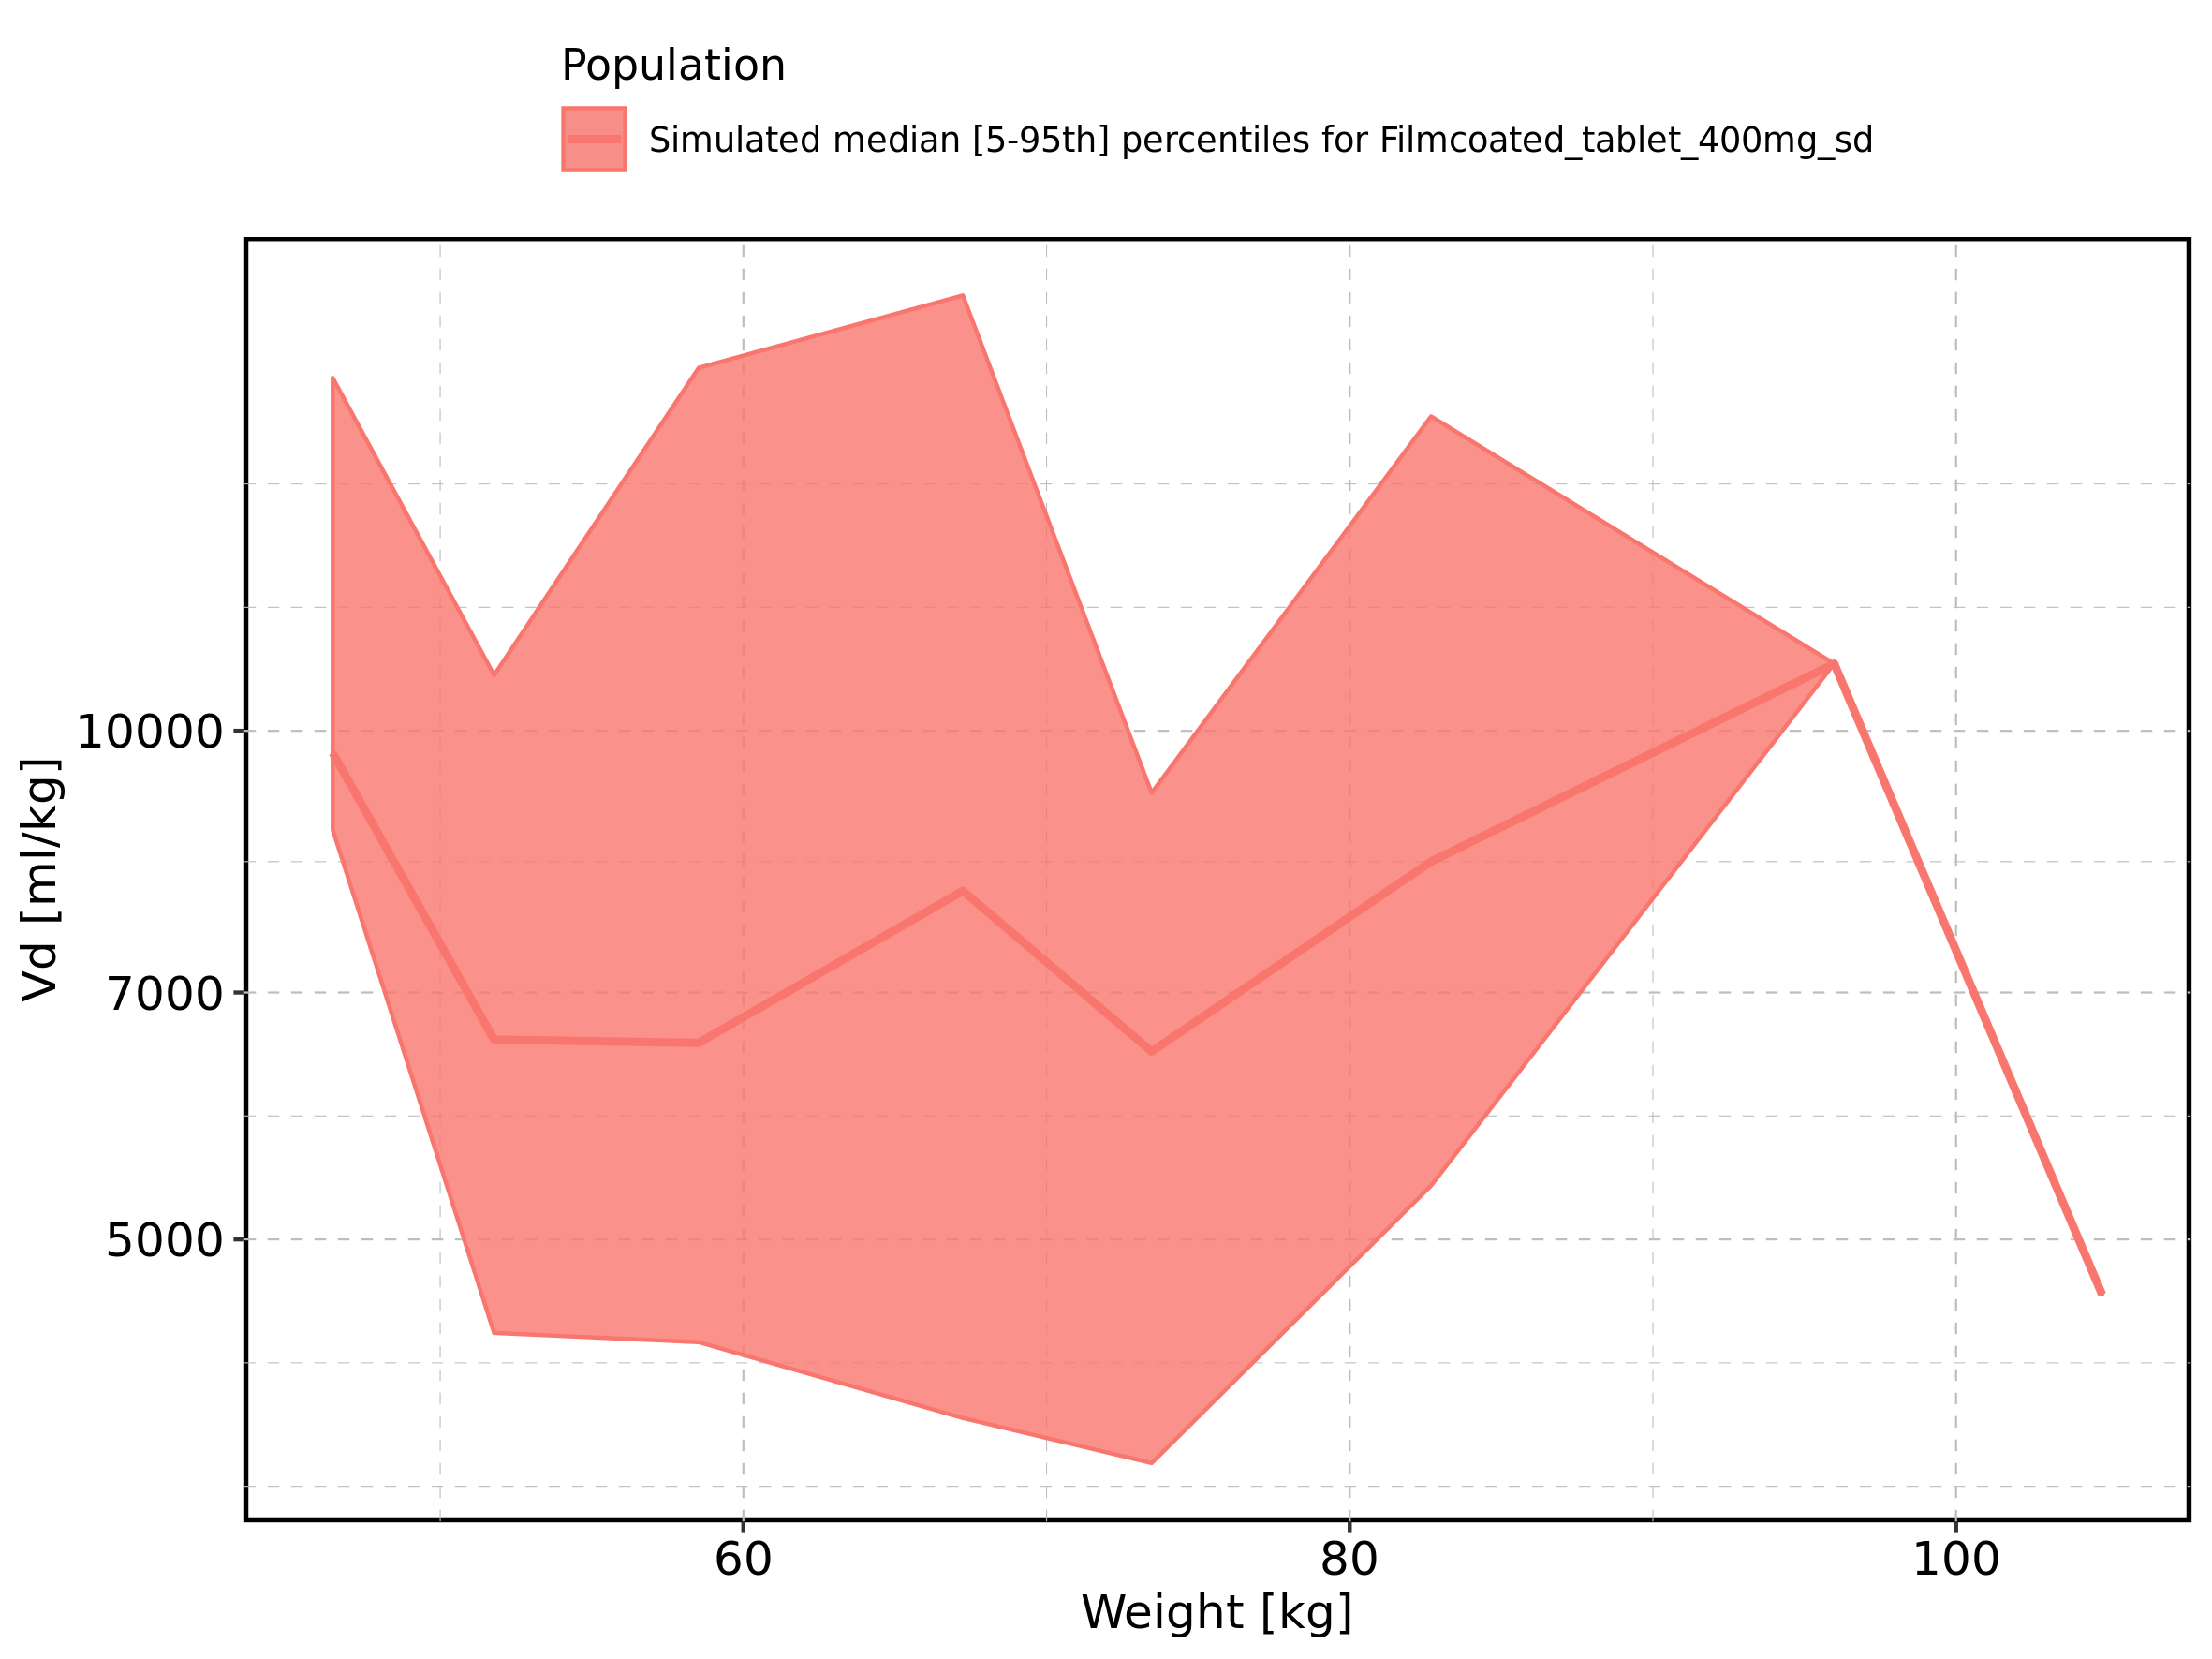 Population
Simulated median [5-95th] percentiles for Filmcoated_tablet_400mg_sd
Vd [ml/kg]
10000
7000
5000
60
80
100
Weight [kg]